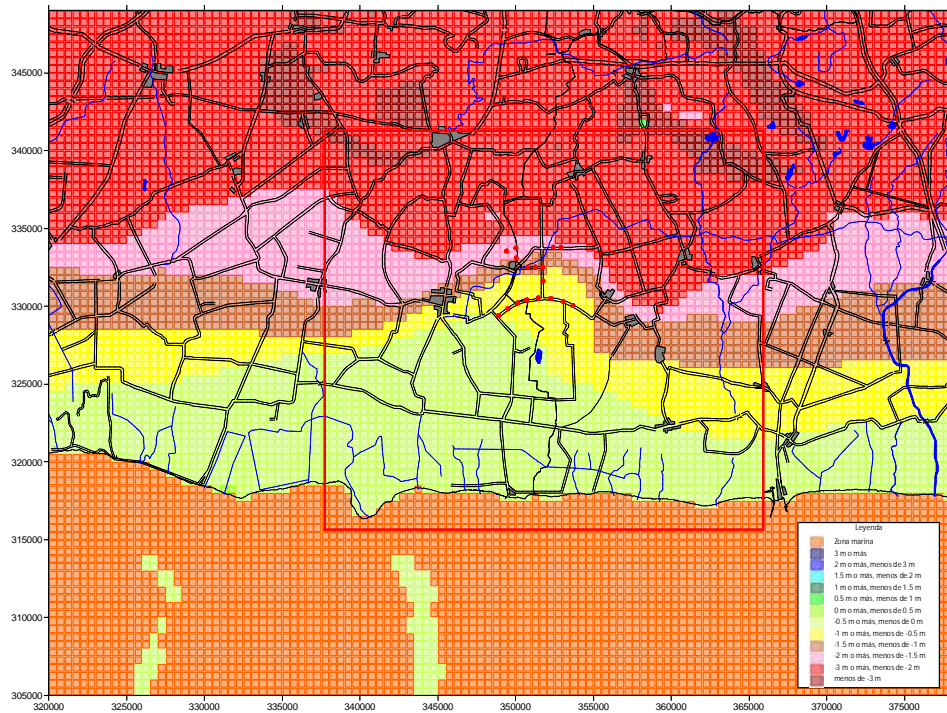 345000
340000
335000
330000
325000
320000
315000
310000
305000
320000 325000 330000 335000 340000 345000 350000 355000 360000 365000 370000 375000
Leyenda
Zona marina
3 m o más
2 m o más, menos de 3 m
1.5 m o más, menos de 2 m
1 m o más, menos de 1.5 m
0.5 m o más, menos de 1 m
0 m o más, menos de 0.5 m
-0.5 m o más, menos de 0 m
-1 m o más, menos de -0.5 m
-1.5 m o más, menos de -1 m
-2 m o más, menos de -1.5 m
-3 m o más, menos de -2 m
menos de -3 m